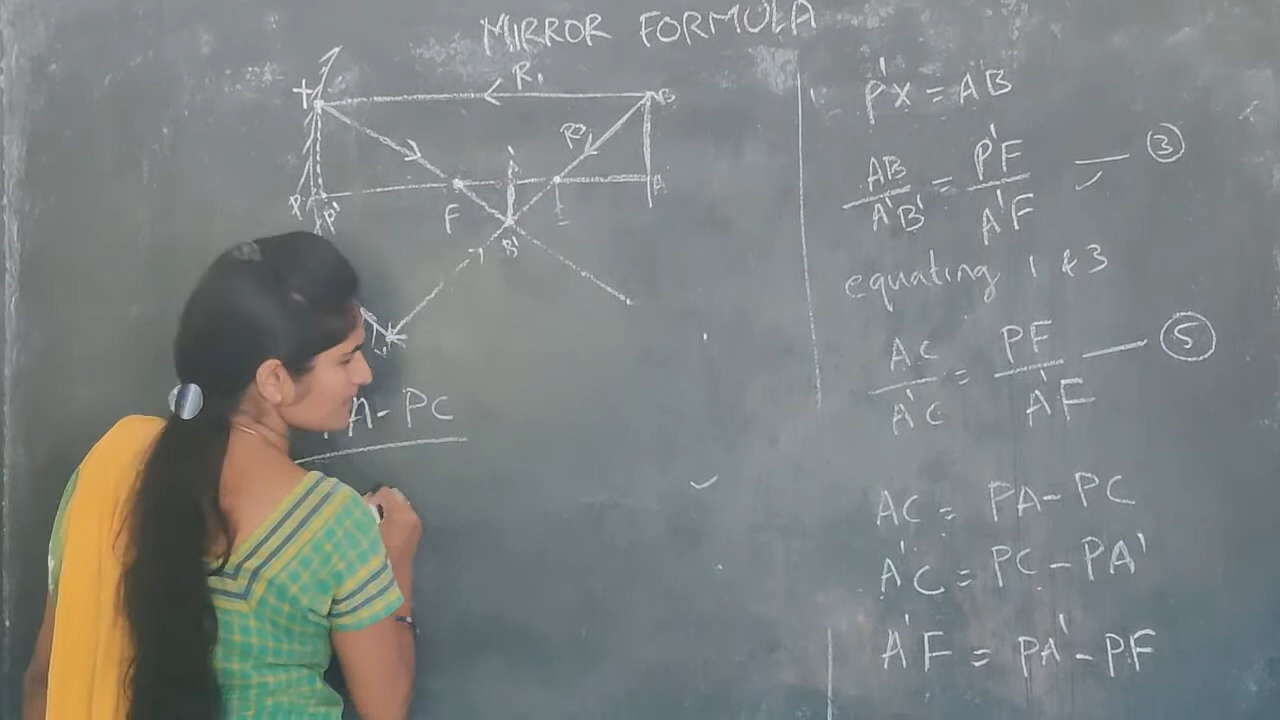 MIRROR FORMULA
R1
X
B
R2
A
P P'
F
C
B'
A-PC
P'X = AB
AB/A'B' = P'F/A'F — ③
equating 1 & 3
AC/A'C = PF/A'F — ⑤
AC = PA-PC
A'C = PC-PA'
A'F = PA'-PF